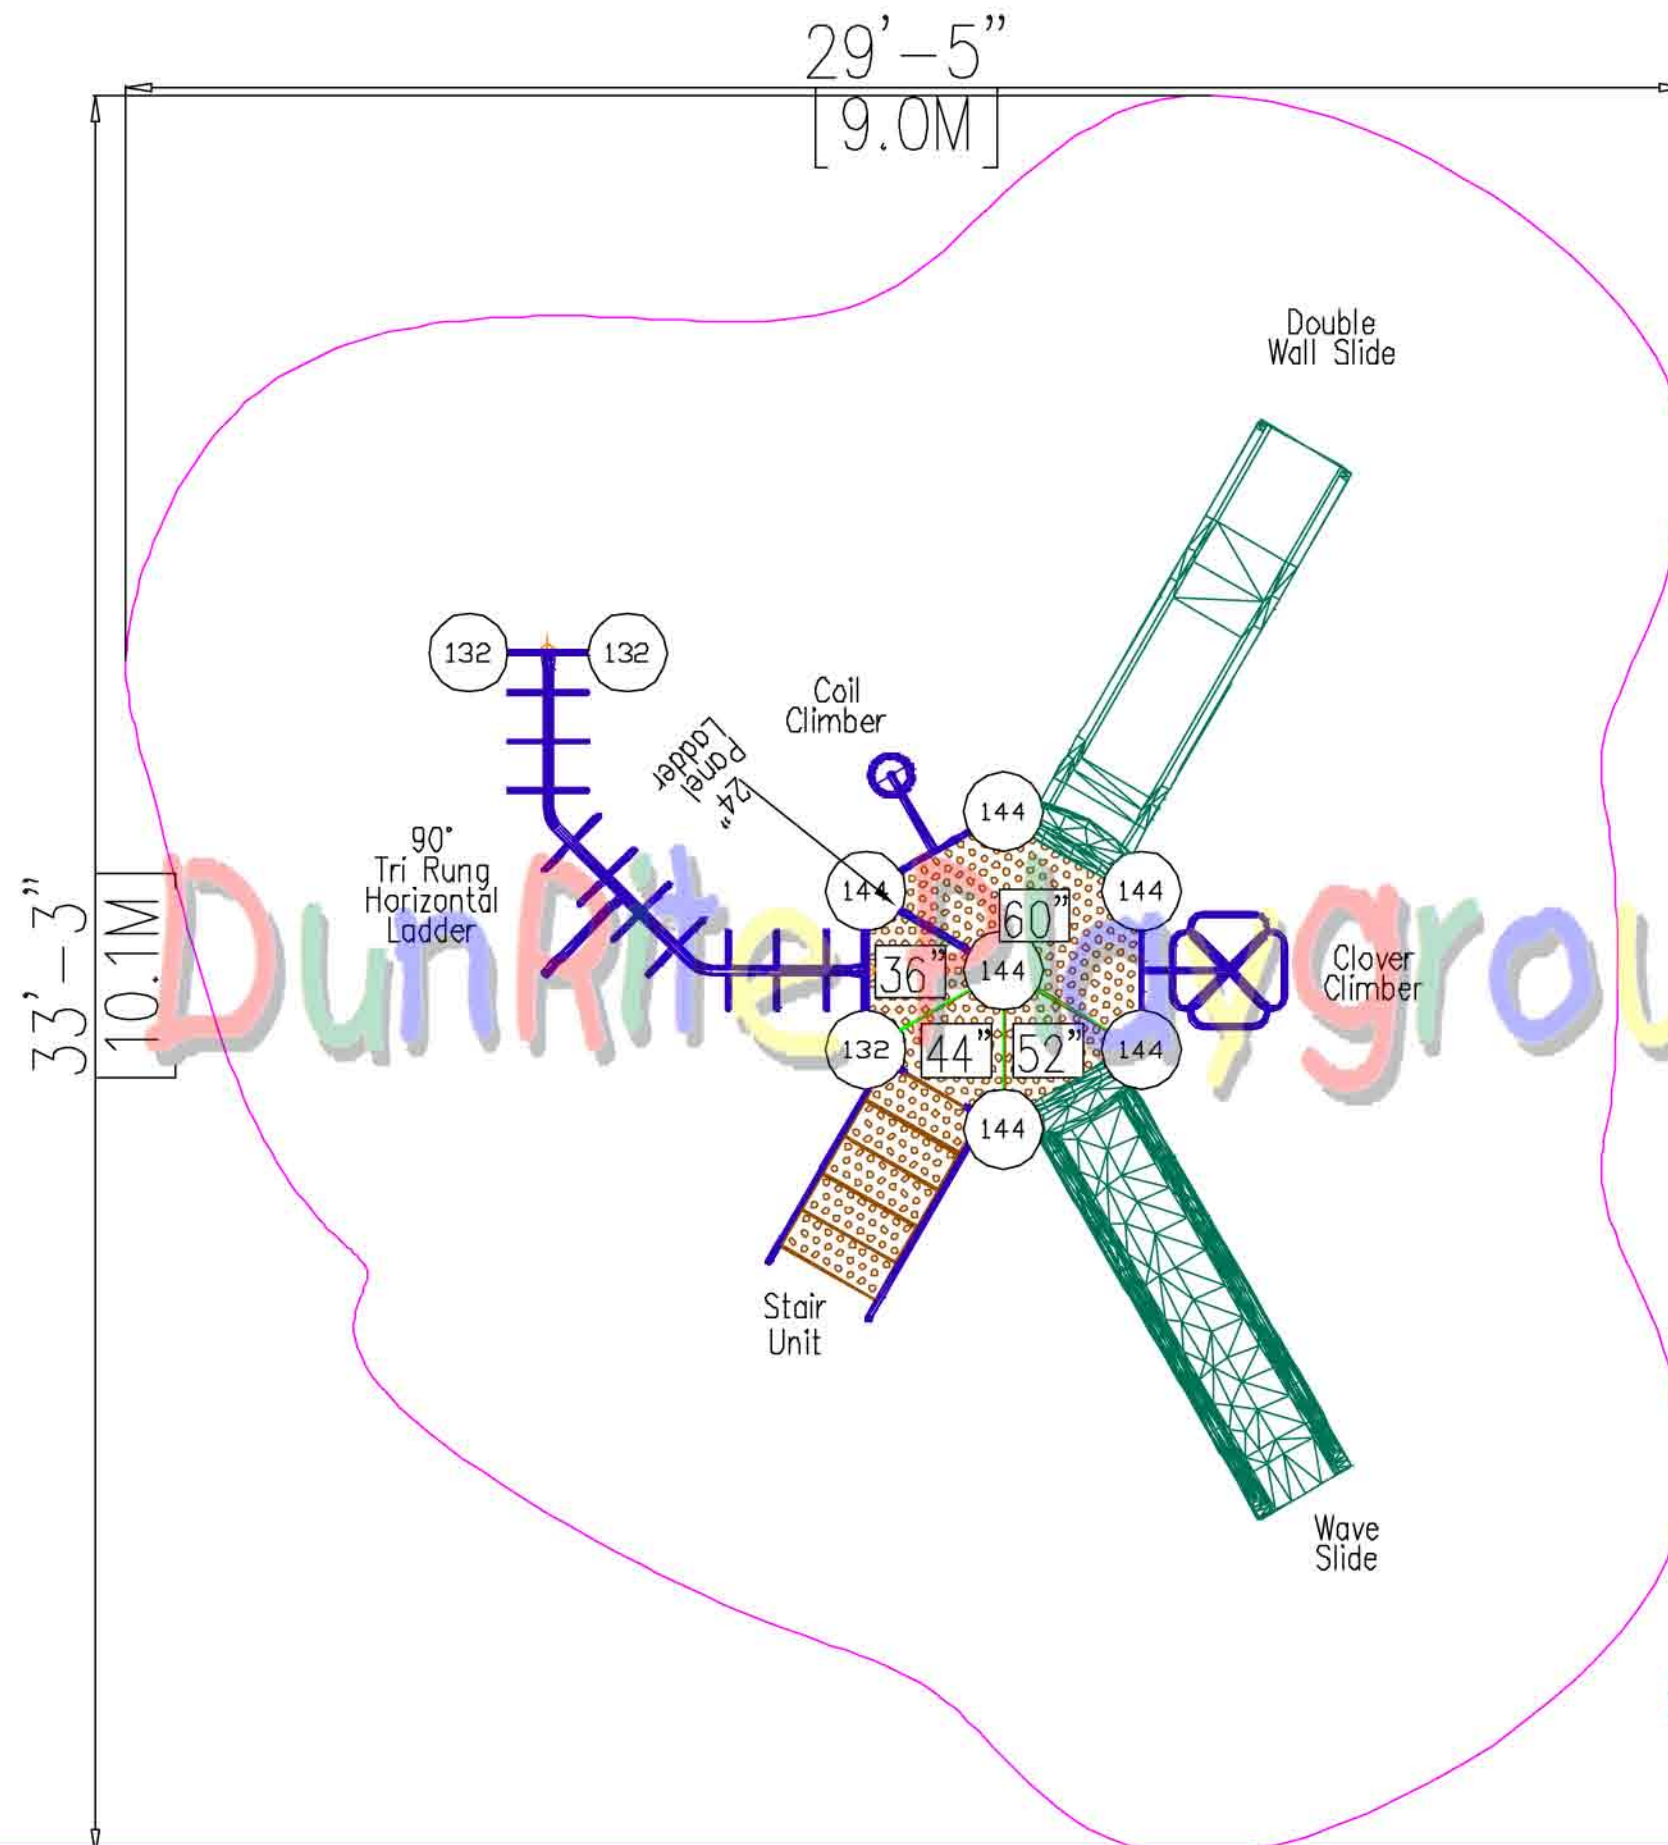 29'-5"
[9.0M]
Double
Wall Slide
132
132
Coil
Climber
24"
Panel
Ladder
144
90°
Tri Rung
Horizontal
Ladder
144
144
60"
33'-3"
[10.1M]
DunRite Playgrou
36"
144
Clover
Climber
132
44"
52"
144
144
Stair
Unit
Wave
Slide